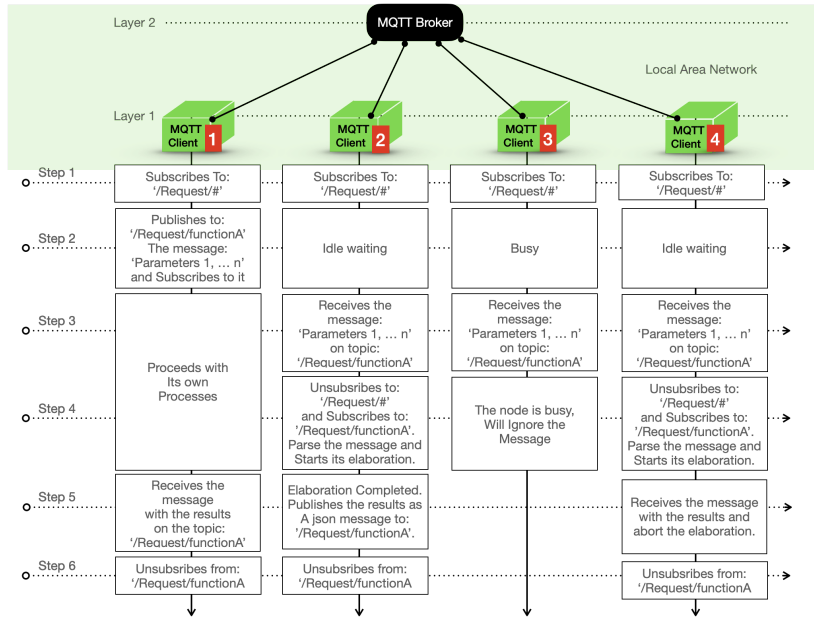 Layer 2
MQTT Broker
Local Area Network
Layer 1
MQTT
Client
1
MQTT
Client
2
MQTT
Client
3
MQTT
Client
4
Step 1
Subscribes To:
‘/Request/#’
Subscribes To:
‘/Request/#’
Subscribes To:
‘/Request/#’
Subscribes To:
‘/Request/#’
Step 2
Publishes to:
‘/Request/functionA’
The message:
‘Parameters 1, … n’
and Subscribes to it
Idle waiting
Busy
Idle waiting
Step 3
Proceeds with
Its own
Processes
Receives the
message:
‘Parameters 1, … n’
on topic:
‘/Request/functionA’
Receives the
message:
‘Parameters 1, … n’
on topic:
‘/Request/functionA’
Receives the
message:
‘Parameters 1, … n’
on topic:
‘/Request/functionA’
Step 4
Unsubsribes to:
‘/Request/#’
and Subscribes to:
’/Request/functionA’.
Parse the message and
Starts its elaboration.
The node is busy,
Will Ignore the
Message
Unsubsribes to:
‘/Request/#’
and Subscribes to:
’/Request/functionA’.
Parse the message and
Starts its elaboration.
Step 5
Receives the
message
with the results
on the topic:
‘/Request/functionA’
Elaboration Completed.
Publishes the results as
A json message to:
’/Request/functionA’.
Receives the message
with the results and
abort the elaboration.
Step 6
Unsubsribes from:
‘/Request/functionA
Unsubsribes from:
‘/Request/functionA
Unsubsribes from:
‘/Request/functionA